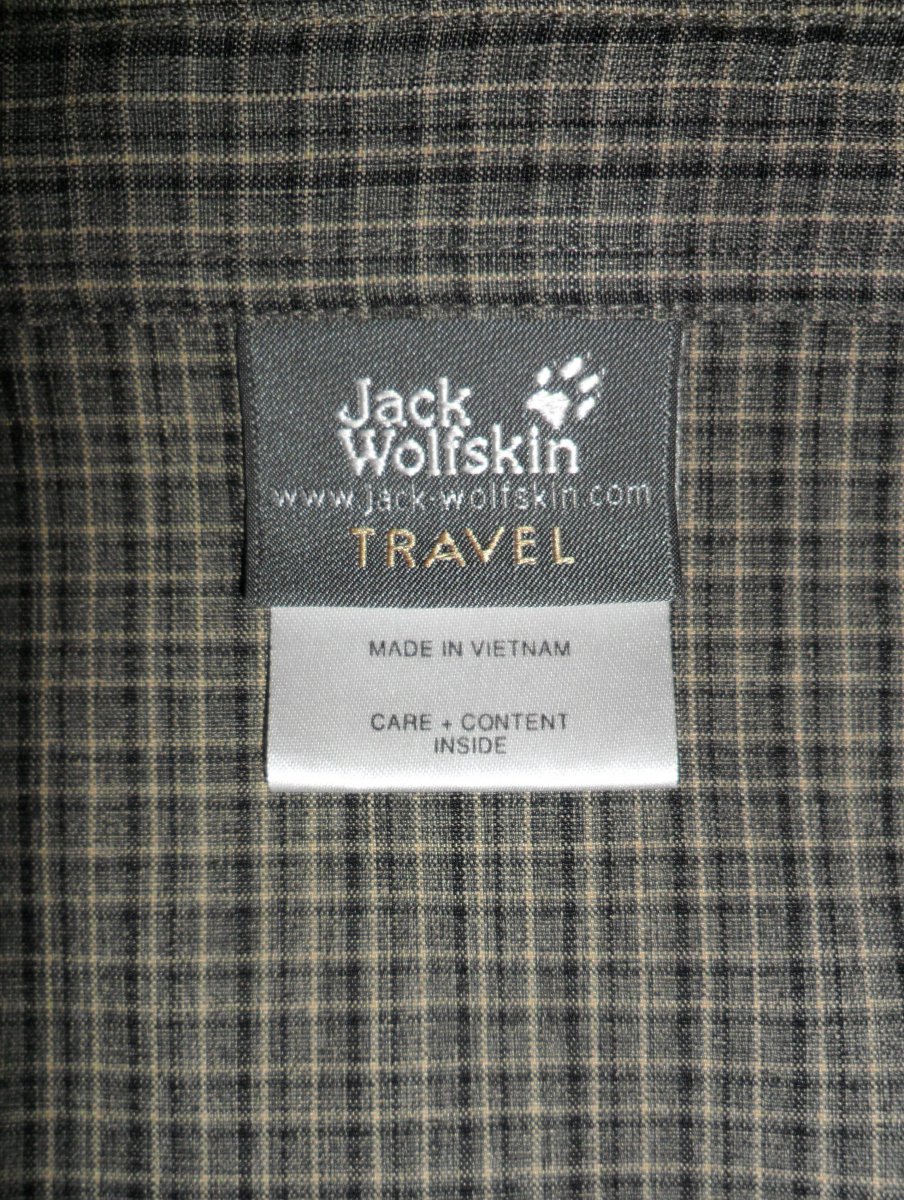 Jack
Wolfskin
www.jack-wolfskin.com
TRAVEL
MADE IN VIETNAM
CARE + CONTENT
INSIDE